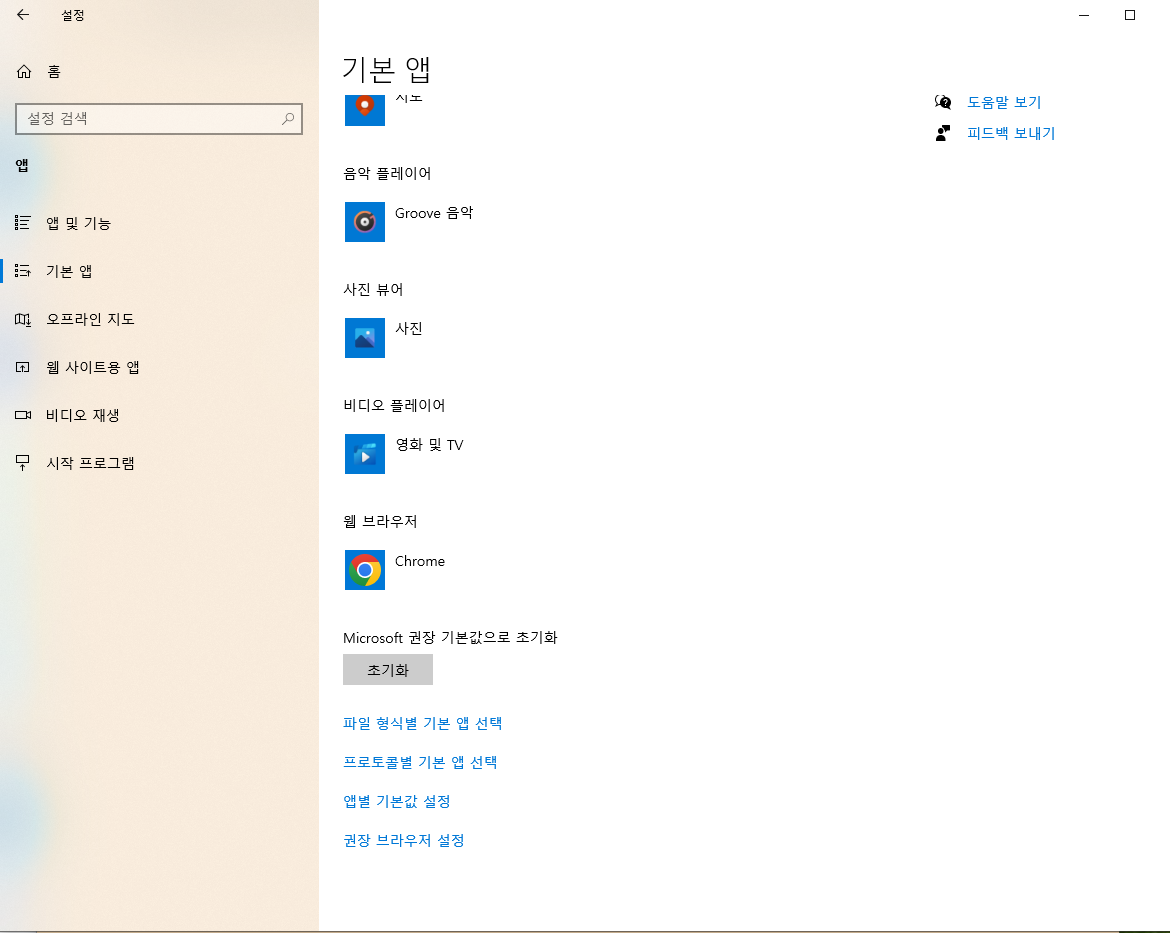 설정
홈
설정 검색
앱
앱 및 기능
기본 앱
오프라인 지도
웹 사이트용 앱
비디오 재생
시작 프로그램
기본 앱
지도
음악 플레이어
Groove 음악
사진 뷰어
사진
비디오 플레이어
영화 및 TV
웹 브라우저
Chrome
Microsoft 권장 기본값으로 초기화
초기화
파일 형식별 기본 앱 선택
프로토콜별 기본 앱 선택
앱별 기본값 설정
권장 브라우저 설정
도움말 보기
피드백 보내기